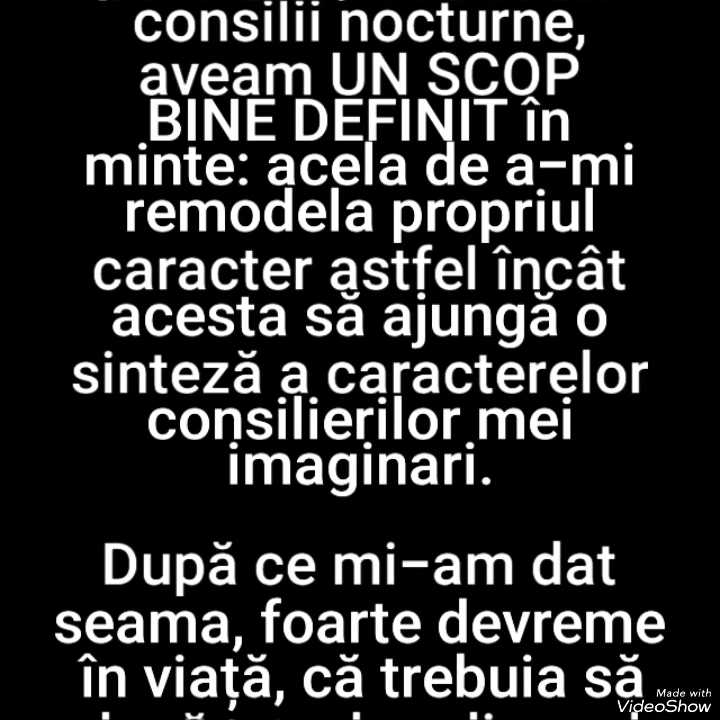 consilii nocturne,
aveam UN SCOP
BINE DEFINIT în
minte: acela de a-mi
remodela propriul
caracter astfel încât
acesta să ajungă o
sinteză a caracterelor
consilierilor mei
imaginari.
După ce mi-am dat
seama, foarte devreme
în viață, că trebuia să
Made with
VideoShow